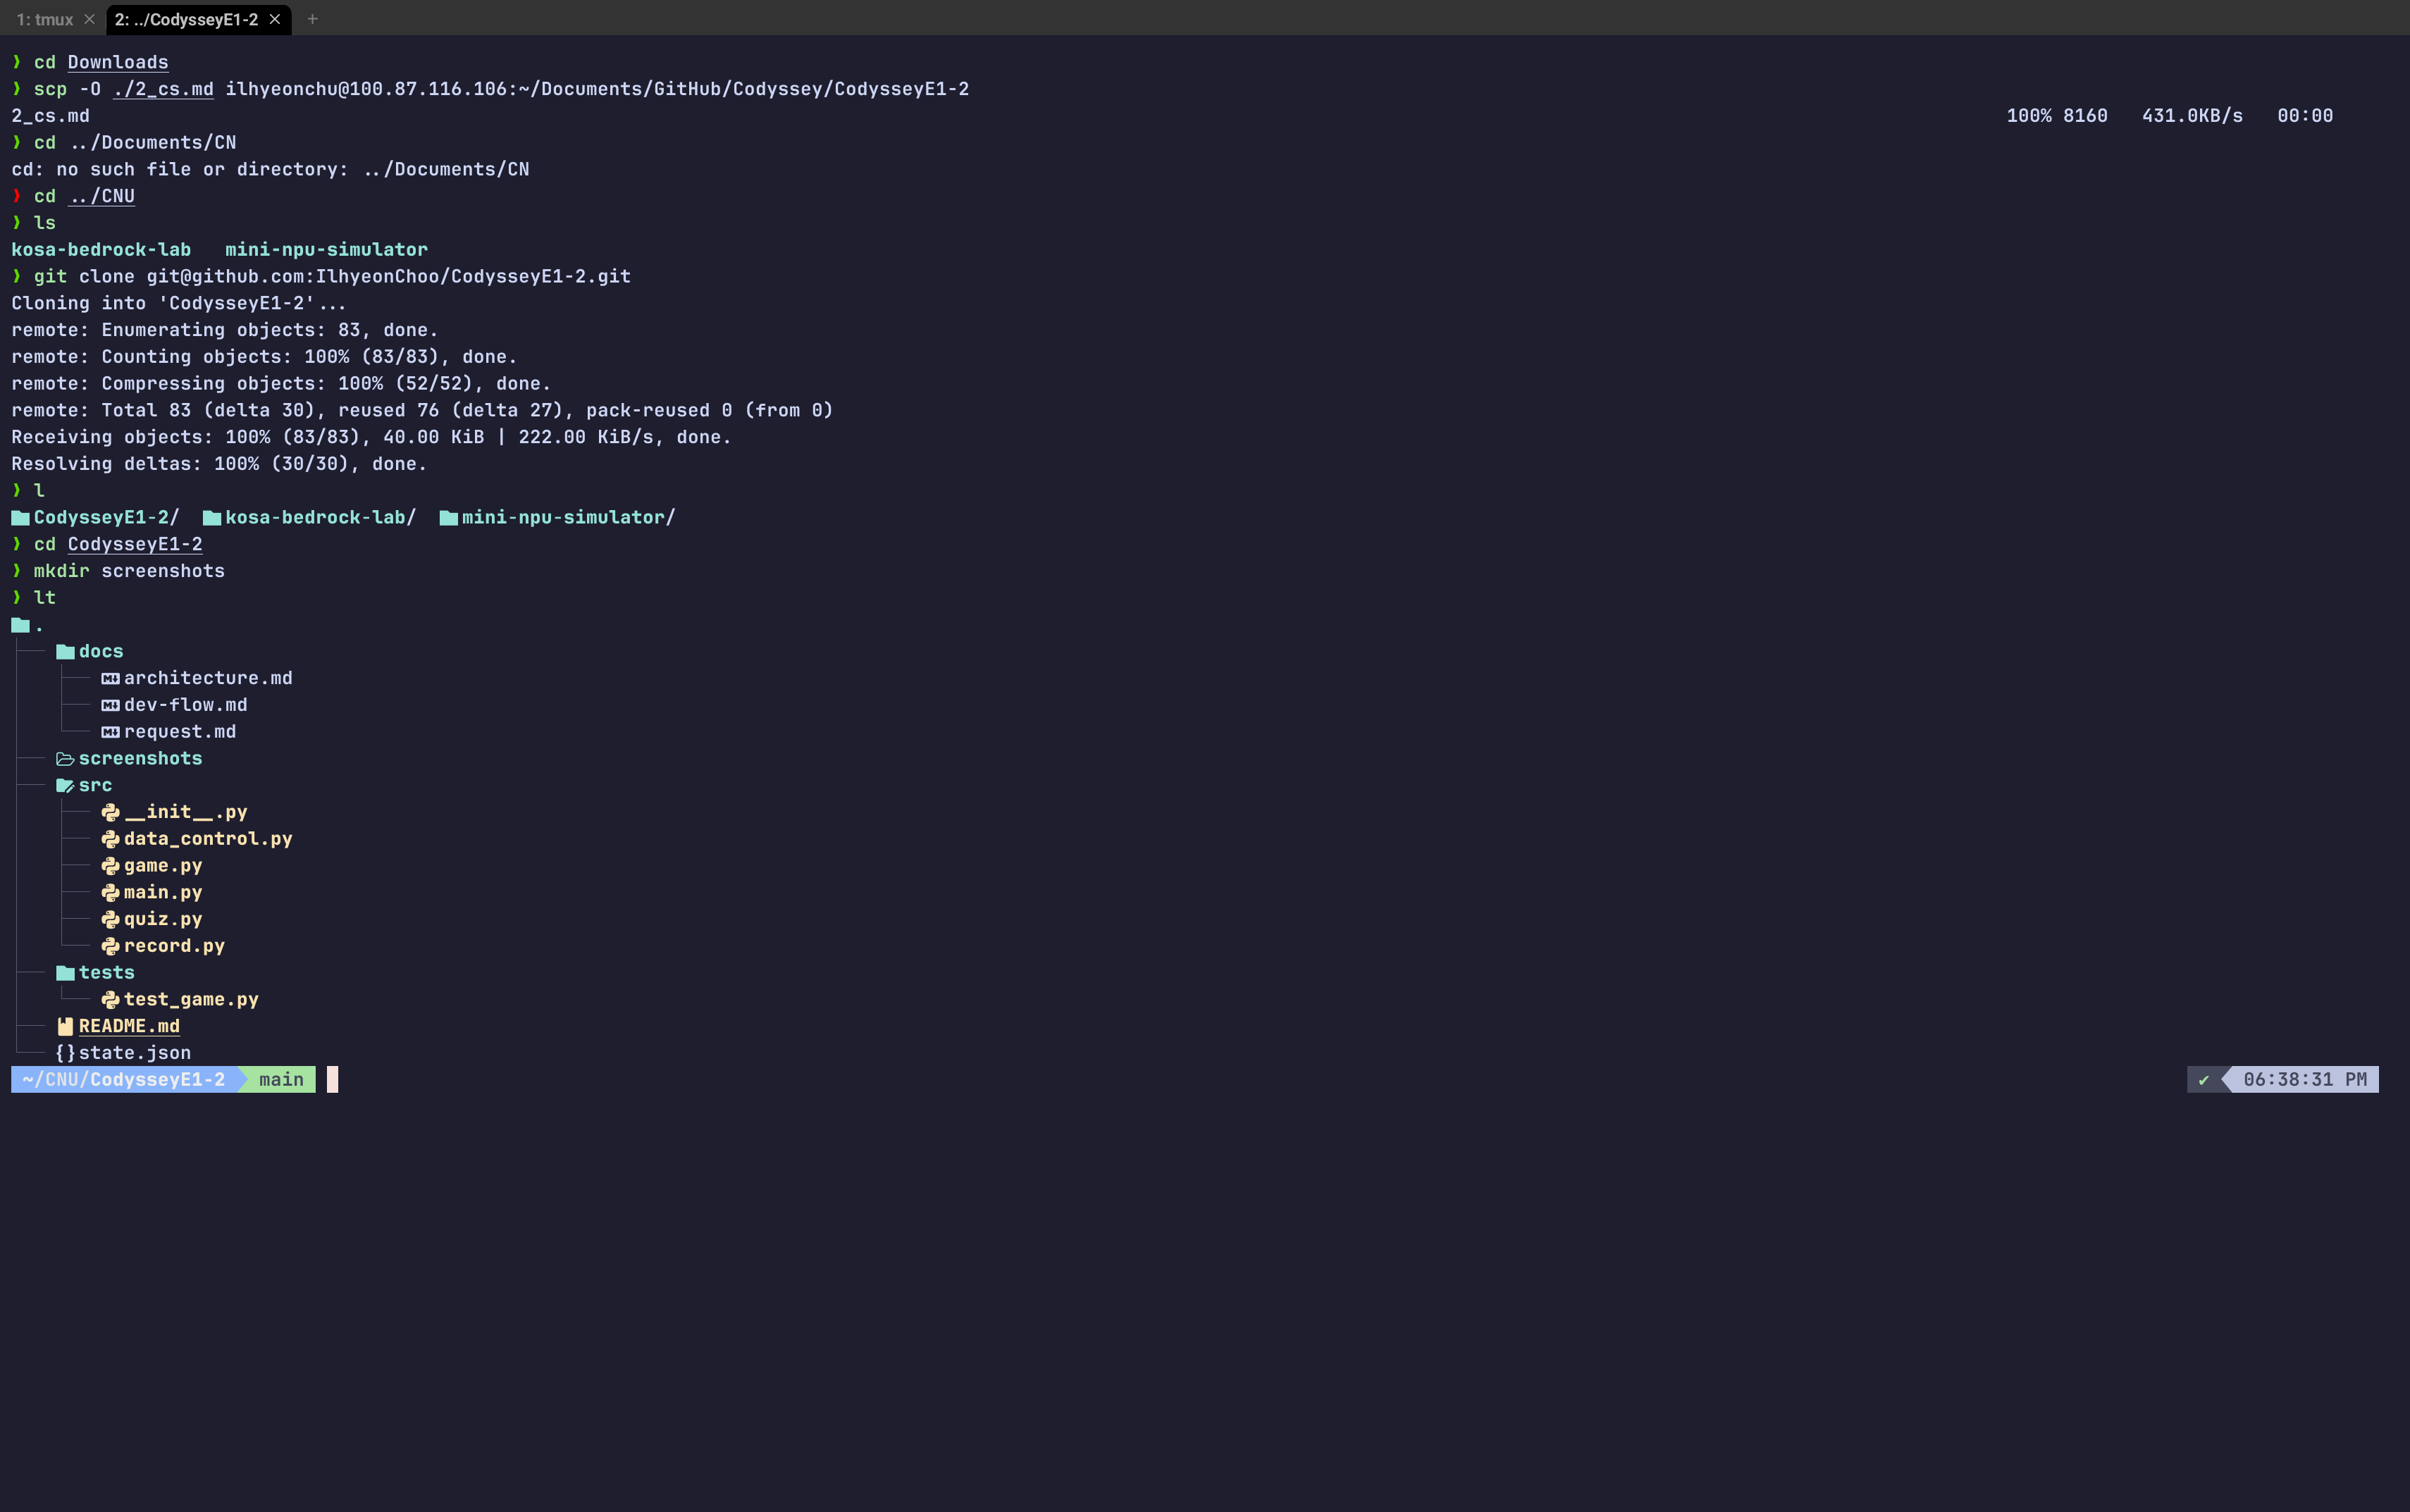 1: tmux × 2: ../CodysseyE1-2 × +
❯ cd Downloads
❯ scp -O ./2_cs.md ilhyeonchu@100.87.116.106:~/Documents/GitHub/Codyssey/CodysseyE1-2
2_cs.md 100% 8160 431.0KB/s 00:00
❯ cd ../Documents/CN
cd: no such file or directory: ../Documents/CN
❯ cd ../CNU
❯ ls
kosa-bedrock-lab mini-npu-simulator
❯ git clone git@github.com:IlhyeonChoo/CodysseyE1-2.git
Cloning into 'CodysseyE1-2'...
remote: Enumerating objects: 83, done.
remote: Counting objects: 100% (83/83), done.
remote: Compressing objects: 100% (52/52), done.
remote: Total 83 (delta 30), reused 76 (delta 27), pack-reused 0 (from 0)
Receiving objects: 100% (83/83), 40.00 KiB | 222.00 KiB/s, done.
Resolving deltas: 100% (30/30), done.
❯ l
CodysseyE1-2/ kosa-bedrock-lab/ mini-npu-simulator/
❯ cd CodysseyE1-2
❯ mkdir screenshots
❯ lt
.
docs
architecture.md
dev-flow.md
request.md
screenshots
src
__init__.py
data_control.py
game.py
main.py
quiz.py
record.py
tests
test_game.py
README.md
{} state.json
~/CNU/CodysseyE1-2 main ✔ 06:38:31 PM